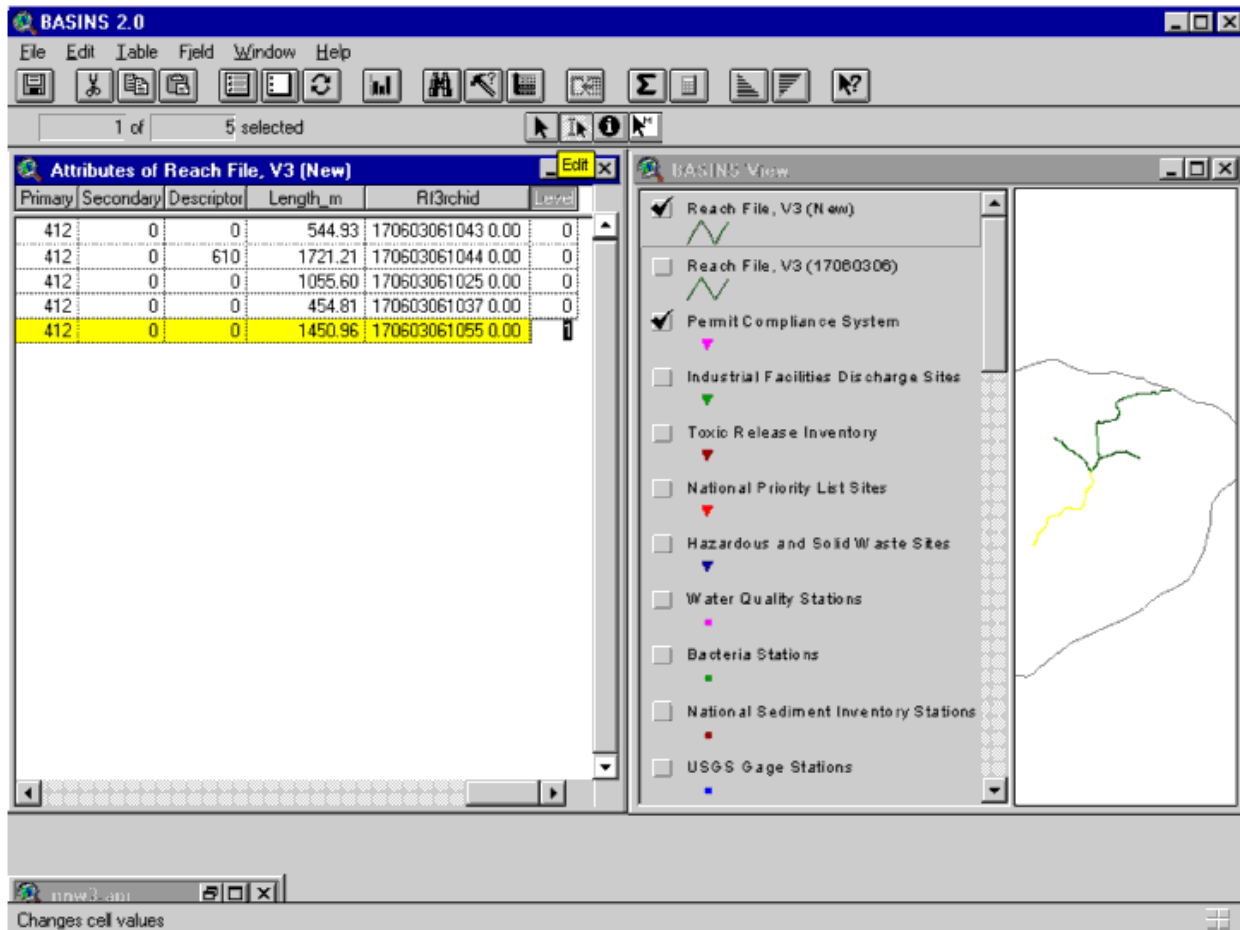 BASINS 2.0
File Edit Table Field Window Help
1 of 5 selected
Edit
Attributes of Reach File, V3 (New)
Primary Secondary Descriptor Length_m Rf3rchid Level
412 0 0 544.93 170603061043 0.00 0
412 0 610 1721.21 170603061044 0.00 0
412 0 0 1055.60 170603061025 0.00 0
412 0 0 454.81 170603061037 0.00 0
412 0 0 1450.96 170603061055 0.00 1
BASINS View
Reach File, V3 (New)
Reach File, V3 (17060306)
Permit Compliance System
Industrial Facilities Discharge Sites
Toxic Release Inventory
National Priority List Sites
Hazardous and Solid Waste Sites
Water Quality Stations
Bacteria Stations
National Sediment Inventory Stations
USGS Gage Stations
Changes cell values